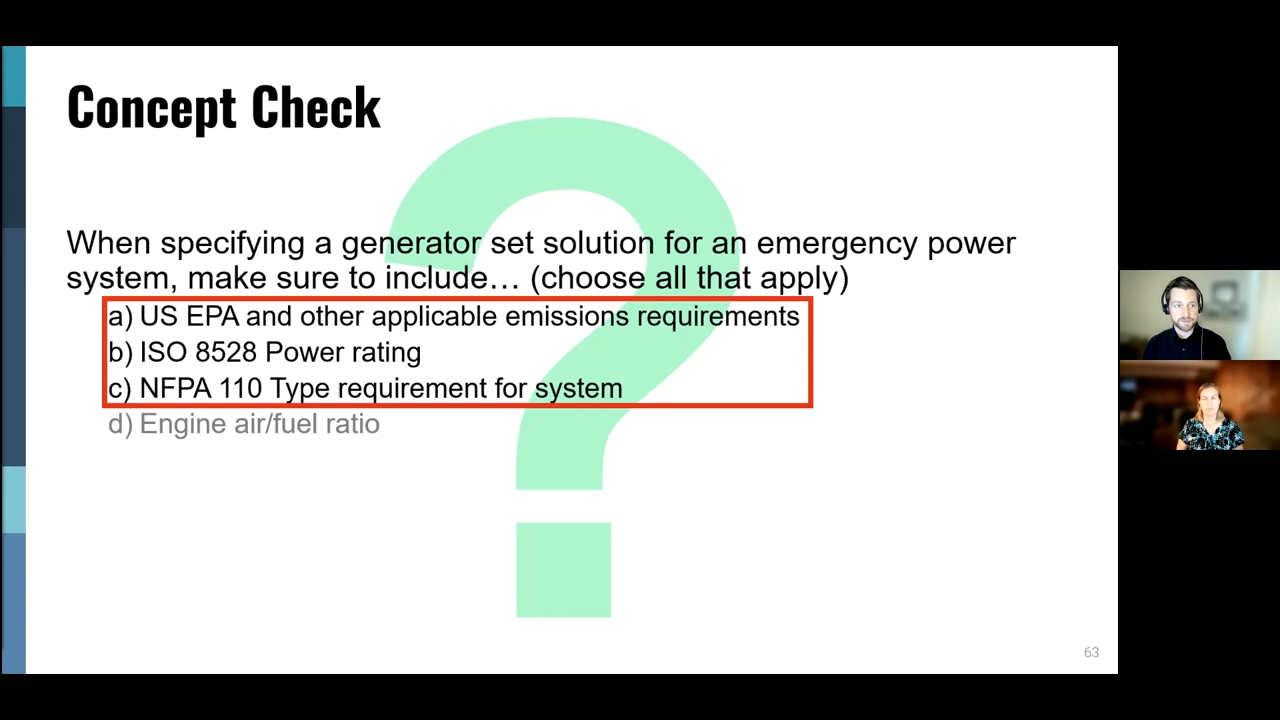 Concept Check
When specifying a generator set solution for an emergency power
system, make sure to include… (choose all that apply)
a) US EPA and other applicable emissions requirements
b) ISO 8528 Power rating
c) NFPA 110 Type requirement for system
d) Engine air/fuel ratio
63